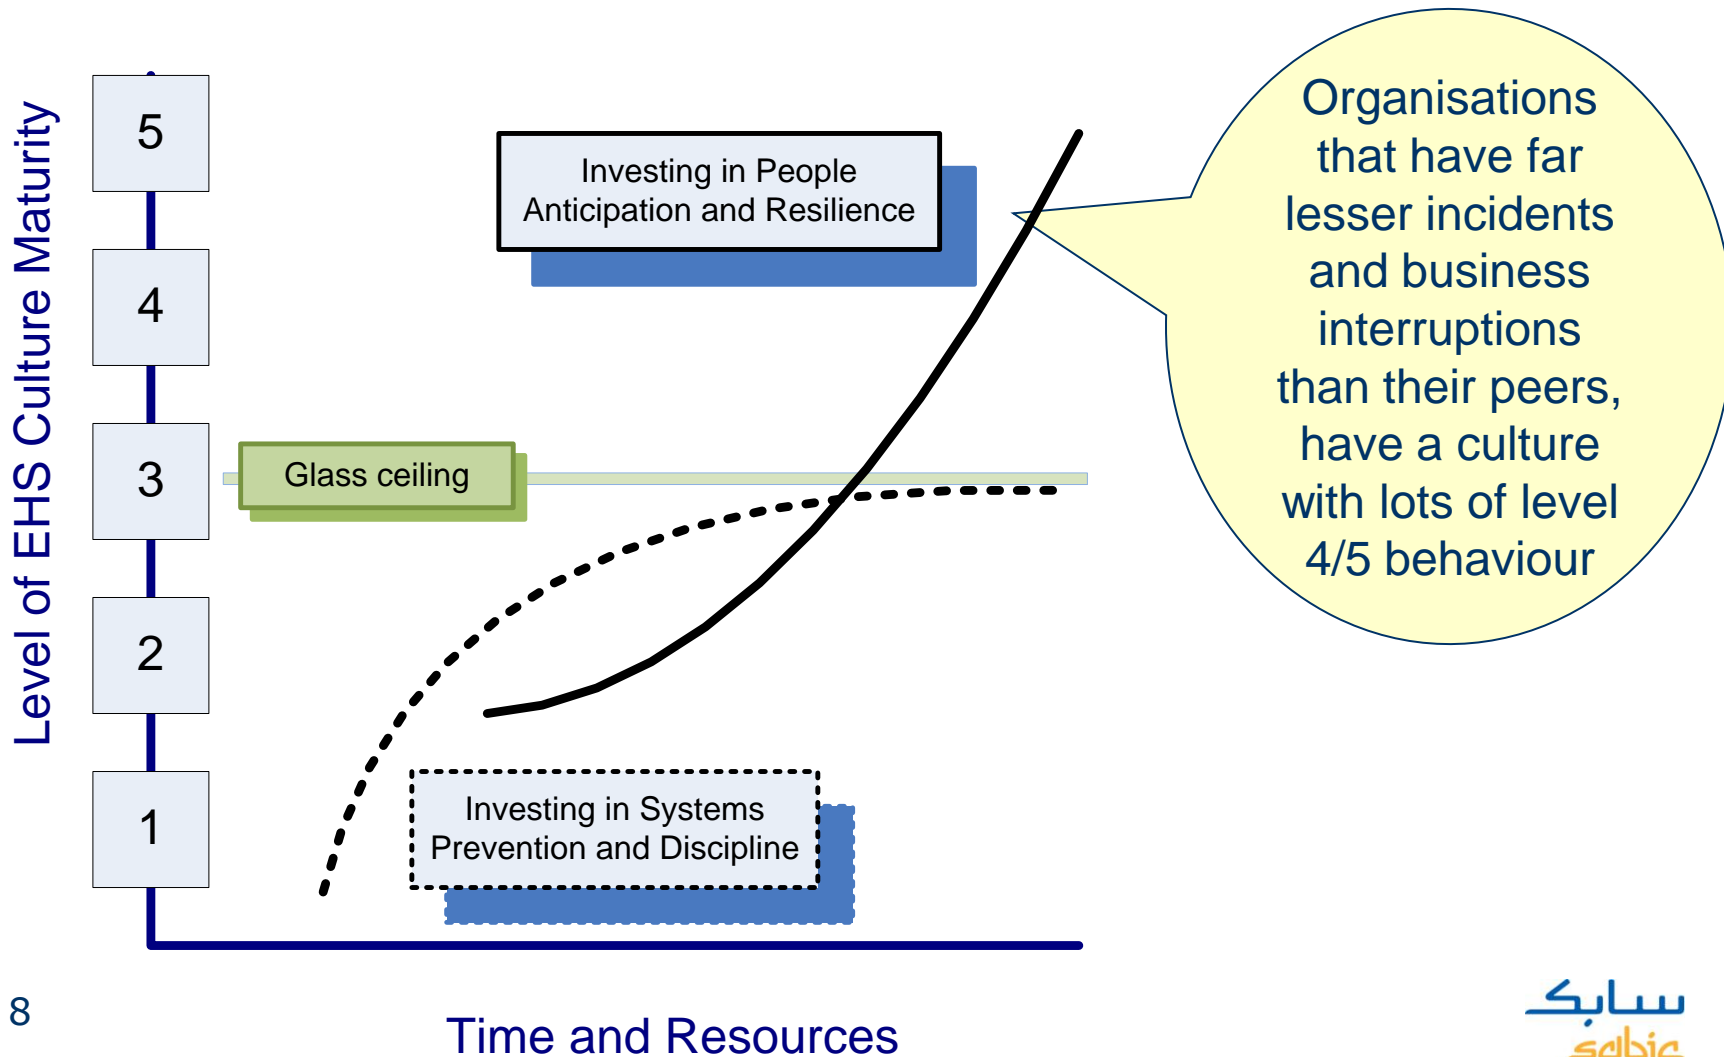 Level of EHS Culture Maturity
5
4
3
2
1
Investing in People
Anticipation and Resilience
Glass ceiling
Investing in Systems
Prevention and Discipline
Organisations
that have far
lesser incidents
and business
interruptions
than their peers,
have a culture
with lots of level
4/5 behaviour
8
Time and Resources
سابك
sabic